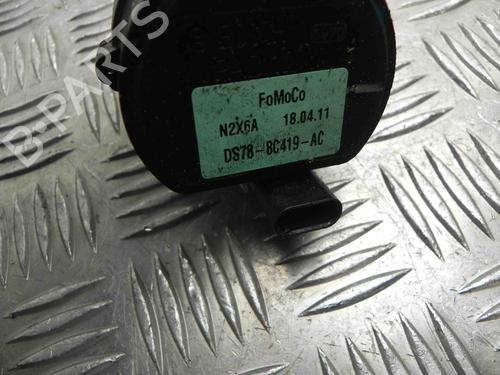 FoMoCo
N2X6A 18.04.11
DS78-8C419-AC
B-PARTS